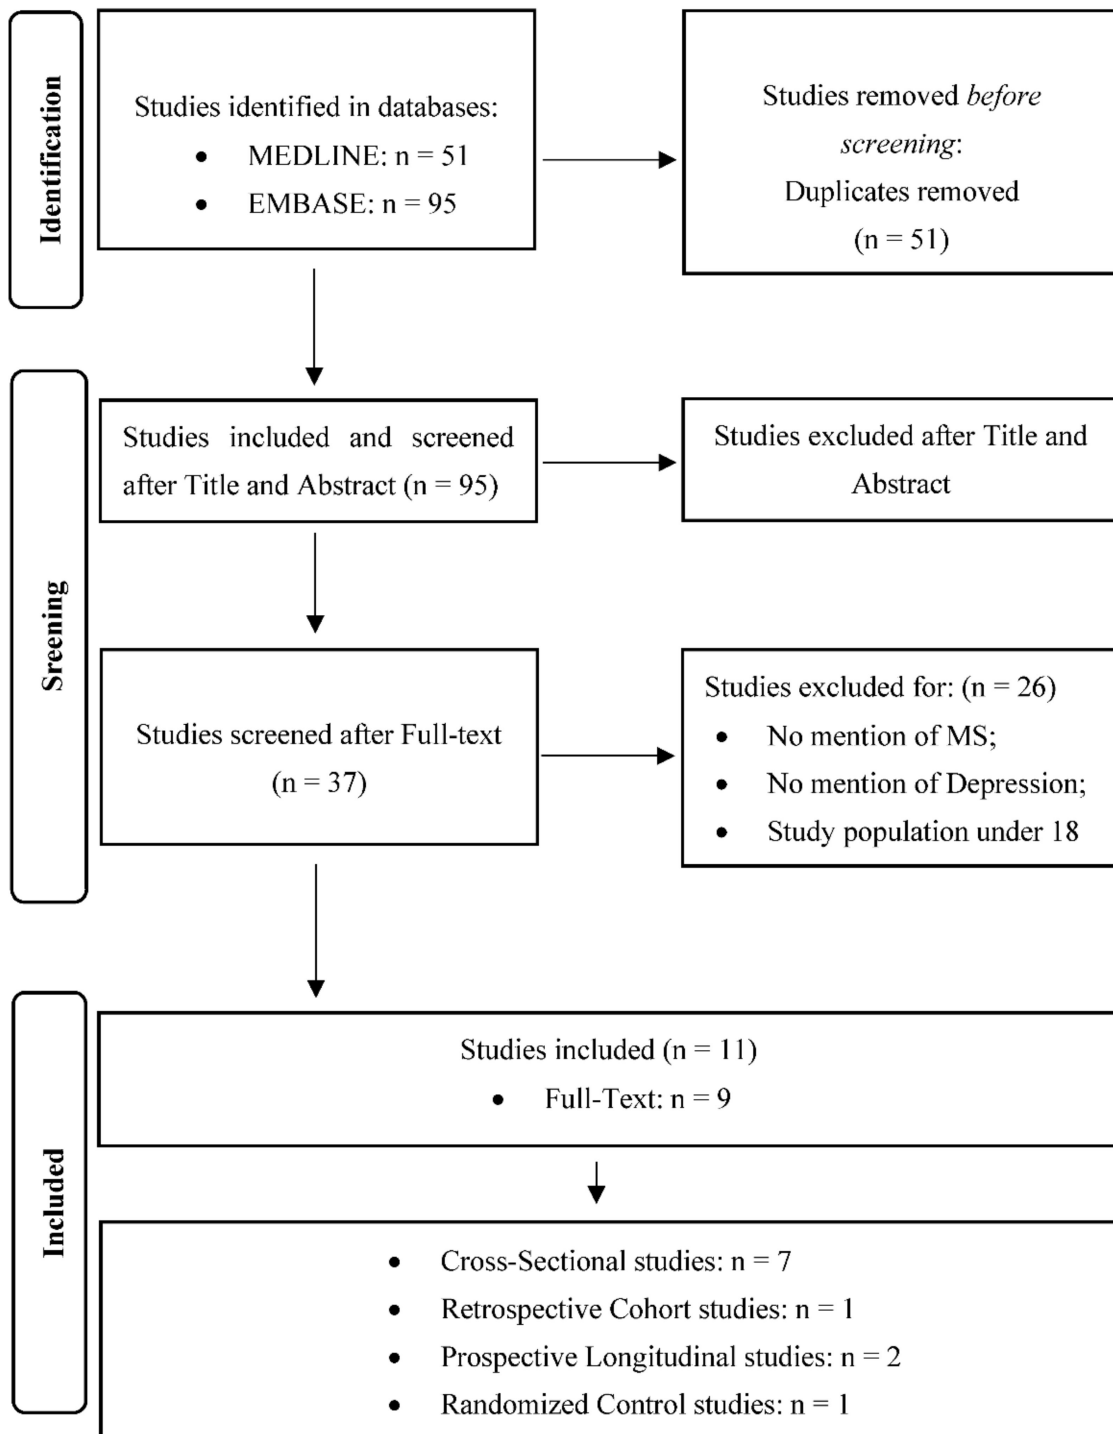 Identification
Studies identified in databases:
• MEDLINE: n = 51
• EMBASE: n = 95
Studies removed before
screening:
Duplicates removed
(n = 51)
Sreening
Studies included and screened
after Title and Abstract (n = 95)
Studies excluded after Title and
Abstract
Studies screened after Full-text
(n = 37)
Studies excluded for: (n = 26)
• No mention of MS;
• No mention of Depression;
• Study population under 18
Included
Studies included (n = 11)
• Full-Text: n = 9
• Cross-Sectional studies: n = 7
• Retrospective Cohort studies: n = 1
• Prospective Longitudinal studies: n = 2
• Randomized Control studies: n = 1